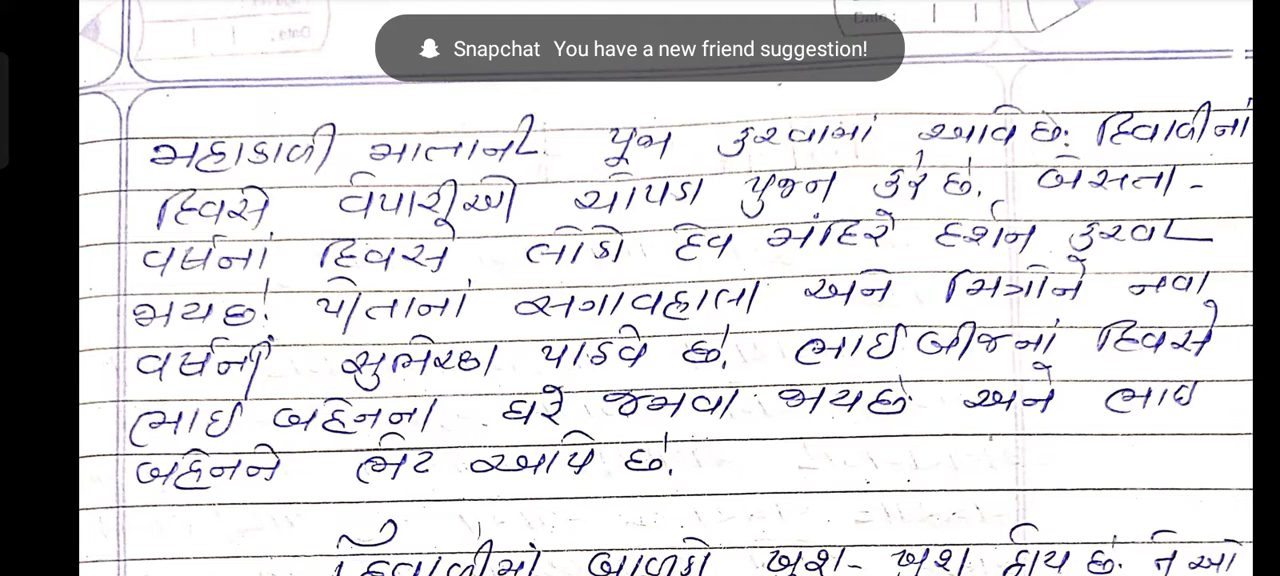 Date:
Snapchat You have a new friend suggestion!
મહાકાળી માતાની પૂજા કરવામાં આવે છે. દિવાળીનાં
દિવસે વેપારીઓ ચોપડા પુજન કરે છે. બેસતા-
વર્ષનાં દિવસે લોકો દેવ મંદિરે દર્શન કરવા
જાય છે. પોતાનાં સગાવહાલા અને મિત્રોને નવા
વર્ષની શુભેચ્છા પાઠવે છે. ભાઈબીજનાં દિવસે
ભાઇ બહેનના ઘરે જમવા જાય છે અને ભાઇ
બહેનને ભેટ આપે છે.
દિવાળીમાં બાળકો ખુશ-ખુશ હોય છે. તેઓ